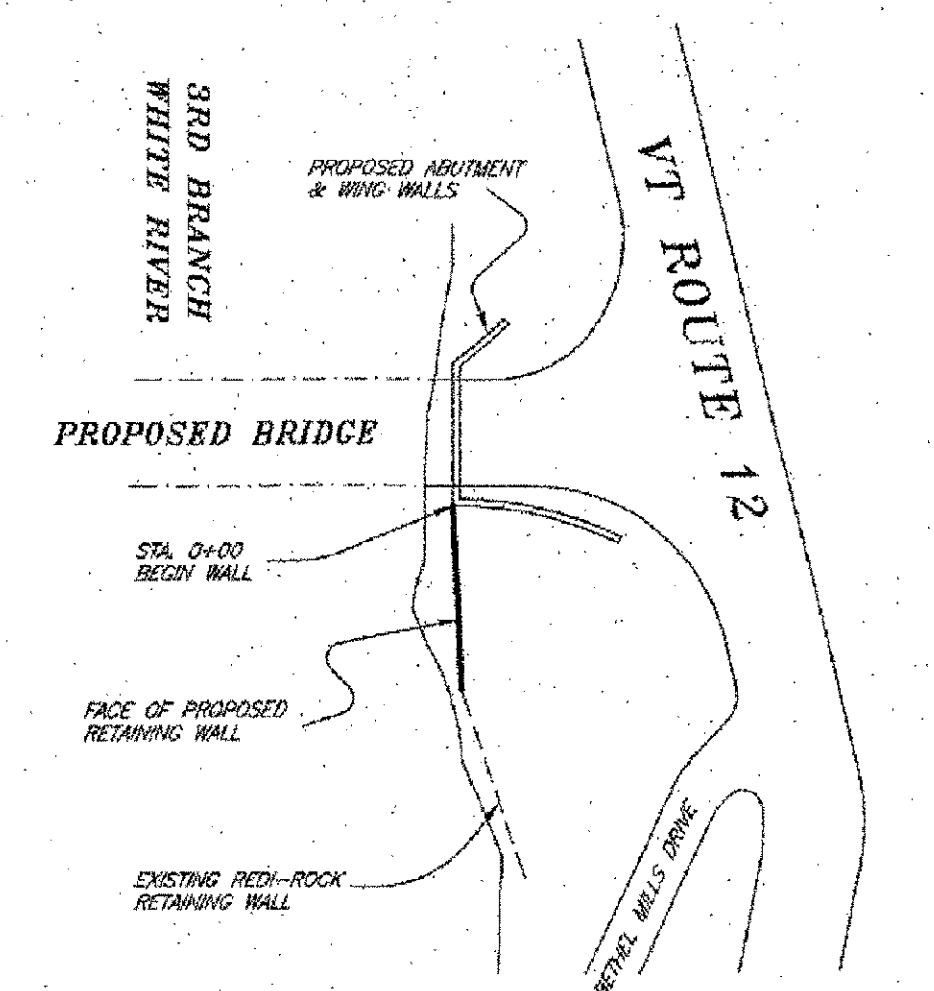 3RD BRANCH
WHITE RIVER
PROPOSED ABUTMENT
& WING WALLS
VT ROUTE 12
PROPOSED BRIDGE
STA. 0+00
BEGIN WALL
FACE OF PROPOSED
RETAINING WALL
EXISTING REDI-ROCK
RETAINING WALL
BETHEL MILLS DRIVE